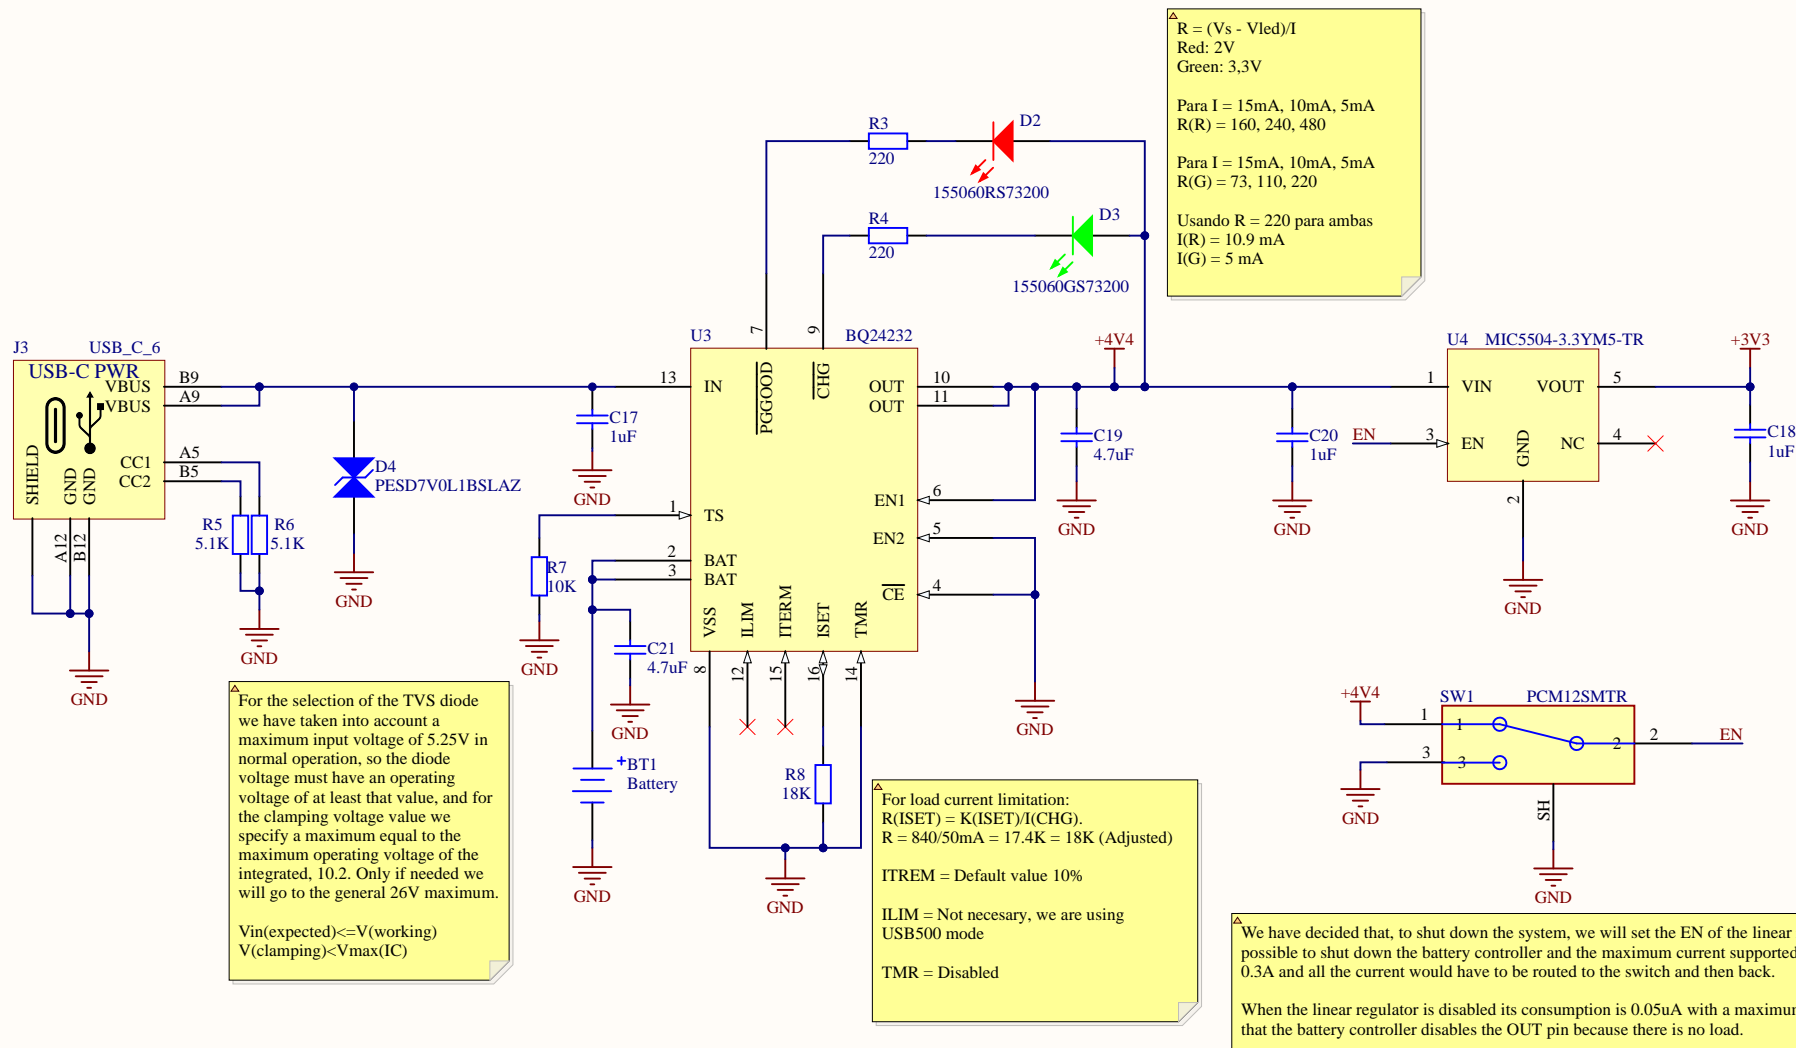 R = (Vs - Vled)/I
Red: 2V
Green: 3,3V
Para I = 15mA, 10mA, 5mA
R(R) = 160, 240, 480
Para I = 15mA, 10mA, 5mA
R(G) = 73, 110, 220
Usando R = 220 para ambas
I(R) = 10.9 mA
I(G) = 5 mA
R3
220
D2
155060RS73200
R4
220
D3
155060GS73200
J3
USB_C_6
USB-C PWR
VBUS
B9
VBUS
A9
CC1
A5
CC2
B5
SHIELD
GND
GND
A12
B12
GND
R5
5.1K
R6
5.1K
GND
D4
PESD7V0L1BSLAZ
GND
C17
1uF
GND
U3
BQ24232
7
PGGOOD
9
CHG
13
IN
OUT
10
OUT
11
EN1
6
EN2
5
CE
4
1
TS
2
BAT
3
BAT
VSS
ILIM
ITERM
ISET
TMR
8
12
15
16
14
R7
10K
GND
C21
4.7uF
GND
BT1
Battery
GND
R8
18K
GND
GND
+4V4
C19
4.7uF
GND
C20
1uF
GND
U4
MIC5504-3.3YM5-TR
1
VIN
VOUT
5
EN
3
EN
GND
NC
4
2
GND
+3V3
C18
1uF
GND
+4V4
SW1
PCM12SMTR
1
1
3
3
2
2
EN
SH
GND
GND
For the selection of the TVS diode
we have taken into account a
maximum input voltage of 5.25V in
normal operation, so the diode
voltage must have an operating
voltage of at least that value, and for
the clamping voltage value we
specify a maximum equal to the
maximum operating voltage of the
integrated, 10.2. Only if needed we
will go to the general 26V maximum.
Vin(expected)<=V(working)
V(clamping)<Vmax(IC)
For load current limitation:
R(ISET) = K(ISET)/I(CHG).
R = 840/50mA = 17.4K = 18K (Adjusted)
ITREM = Default value 10%
ILIM = Not necesary, we are using
USB500 mode
TMR = Disabled
We have decided that, to shut down the system, we will set the EN of the linear
possible to shut down the battery controller and the maximum current supported
0.3A and all the current would have to be routed to the switch and then back.
When the linear regulator is disabled its consumption is 0.05uA with a maximum
that the battery controller disables the OUT pin because there is no load.